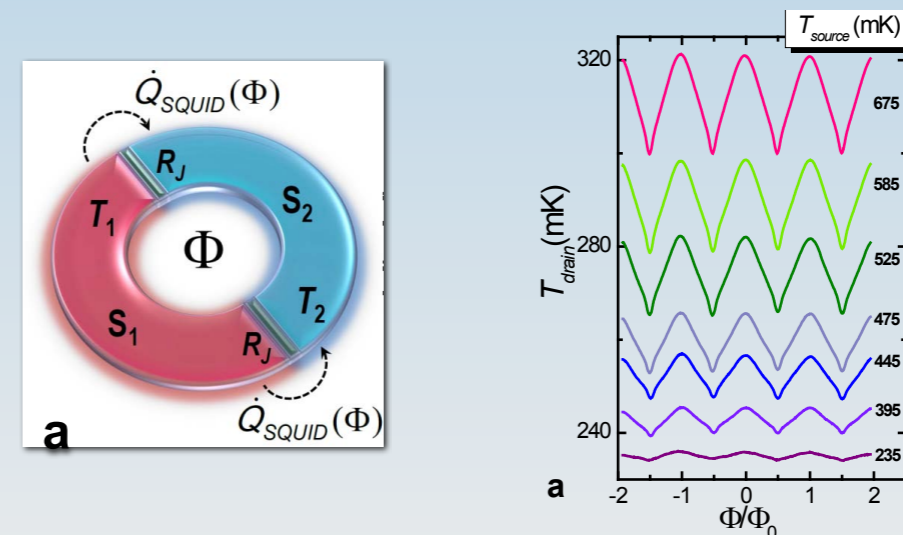 Q̇SQUID(Φ)
RJ
S₂
T₁
Φ
T₂
S₁
RJ
Q̇SQUID(Φ)
a
Tsource(mK)
320
675
585
280
525
475
445
395
240
235
Tdrain(mK)
a
-2 -1 0 1 2
Φ/Φ₀